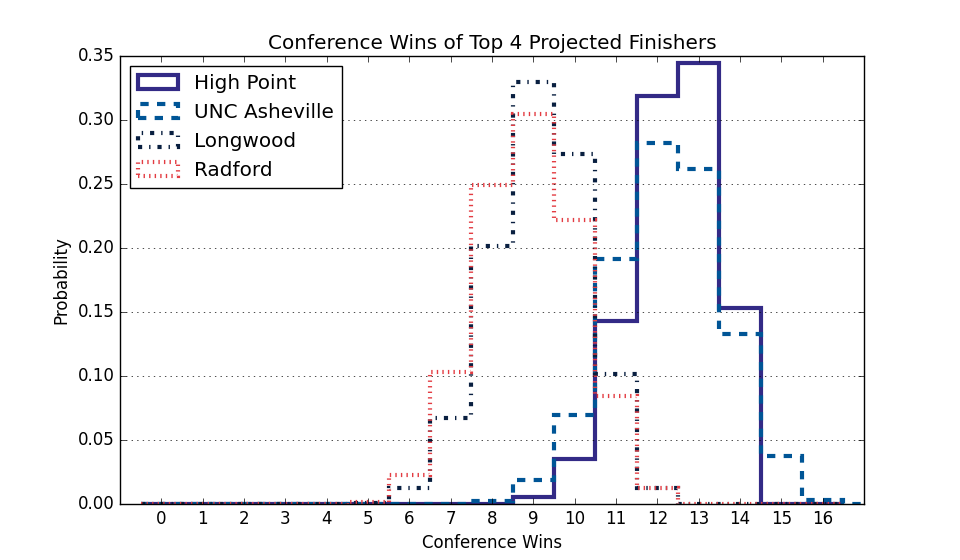 Conference Wins of Top 4 Projected Finishers
High Point
UNC Asheville
Longwood
Radford
0.35
0.30
0.25
0.20
0.15
0.10
0.05
0.00
Probability
0 1 2 3 4 5 6 7 8 9 10 11 12 13 14 15 16
Conference Wins